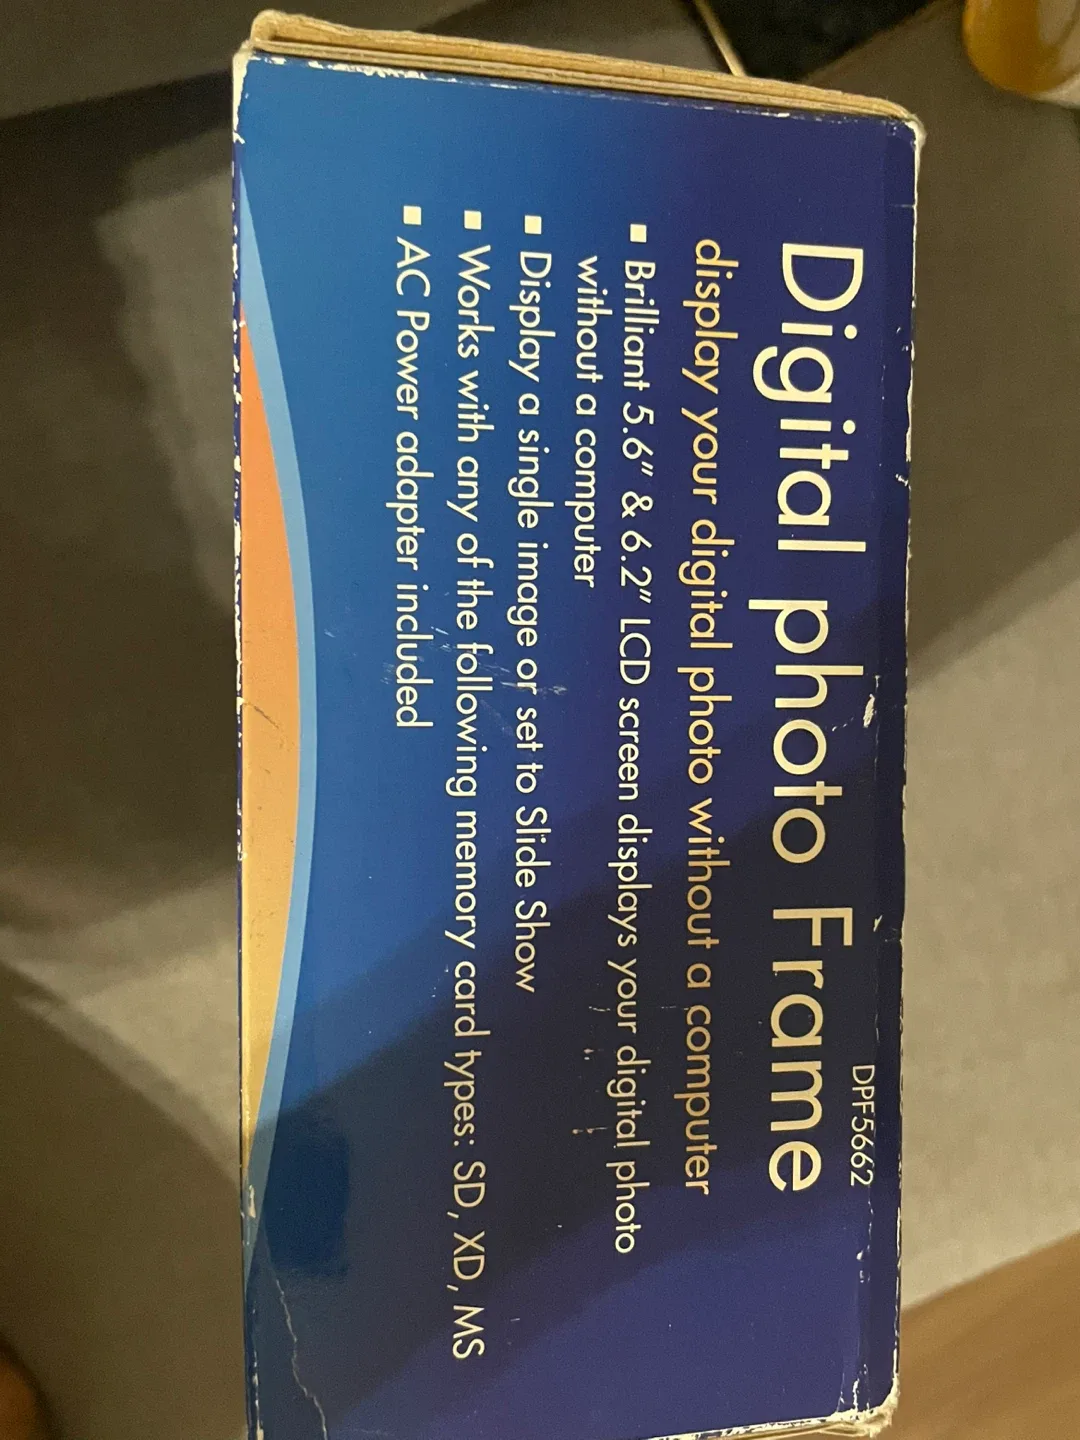 DPF5662
Digital photo Frame
display your digital photo without a computer
▪ Brilliant 5.6" & 6.2" LCD screen displays your digital photo
without a computer
▪ Display a single image or set to Slide Show
▪ Works with any of the following memory card types: SD, XD, MS
▪ AC Power adapter included